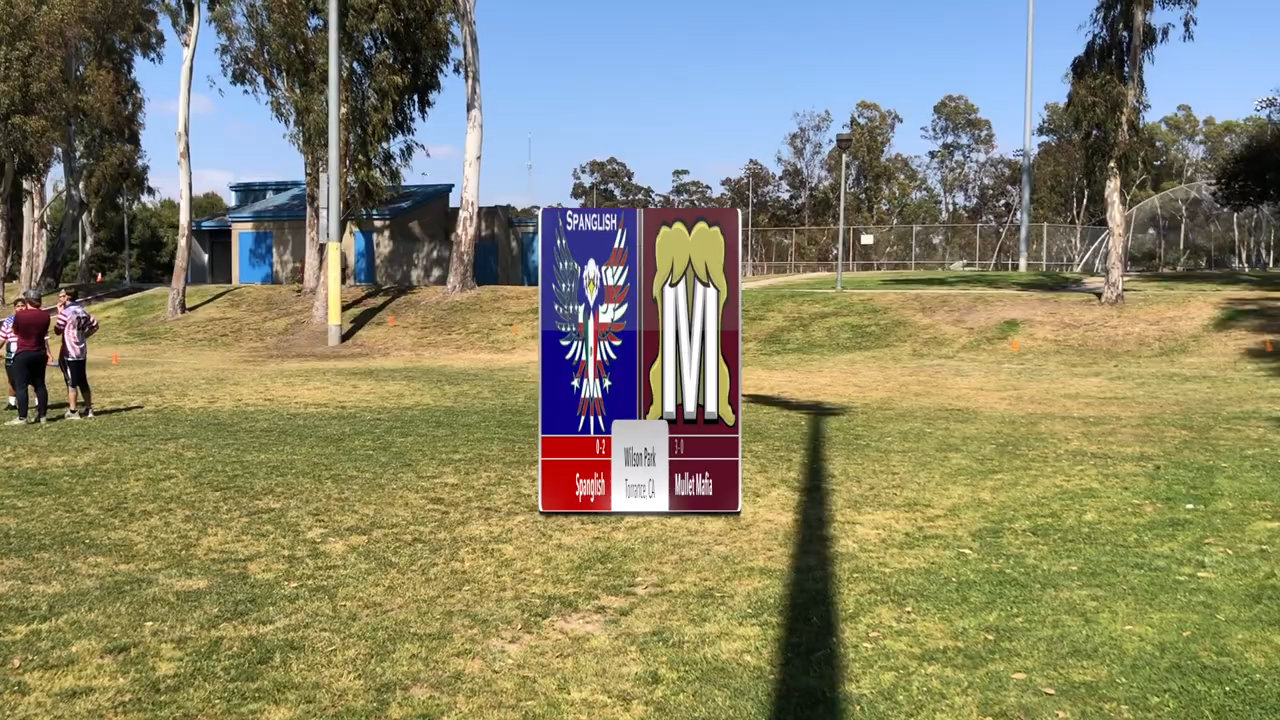 SPANGLISH
M
0-2
3-0
Wilson Park
Torrance, CA
Spanglish
Mullet Mafia